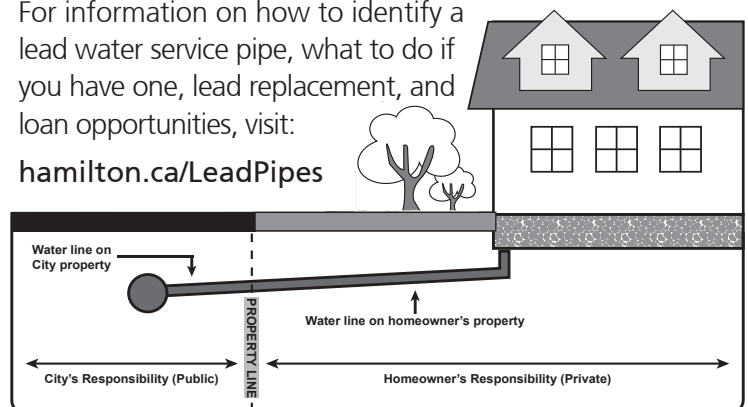 For information on how to identify a
lead water service pipe, what to do if
you have one, lead replacement, and
loan opportunities, visit:
hamilton.ca/LeadPipes
Water line on
City property
PROPERTY LINE
Water line on homeowner's property
City's Responsibility (Public)
Homeowner's Responsibility (Private)